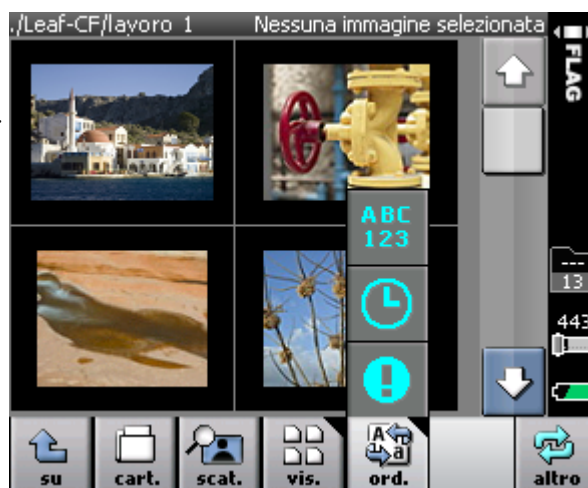 ./Leaf-CF/lavoro 1 Nessuna immagine selezionata
FLAG
ABC
123
---
13
443
su cart. scat. vis. ord. altro